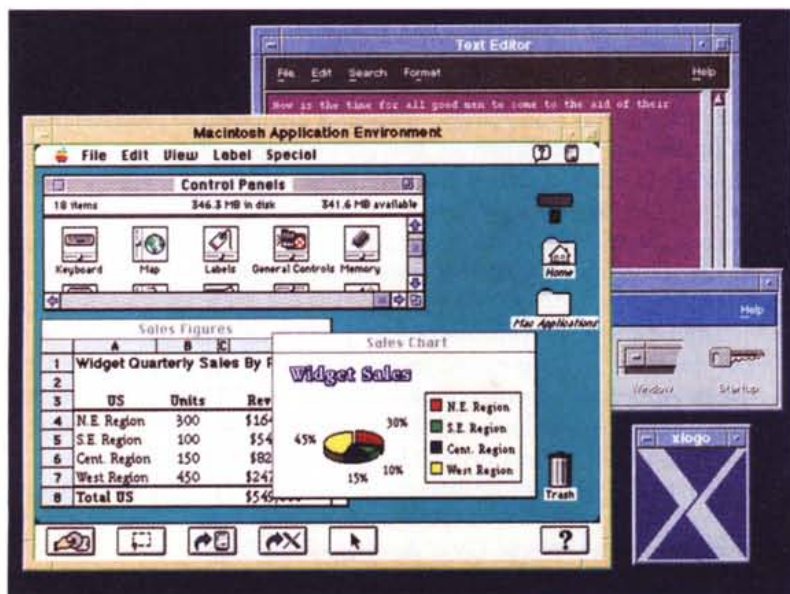 Text Editor
File Edit Search Format Help
Now is the time for all good men to come to the aid of their
Macintosh Application Environment
File Edit View Label Special
Control Panels
18 items 346.3 MB in disk 341.6 MB available
Keyboard Map Labels General Controls Memory
Home
Mac Applications
Help
Window Startup
Sales Figures
A B C
1 Widget Quarterly Sales By
2
3 US Units Rev
4 N.E. Region 300 $164
5 S.E. Region 100 $54
6 Cent. Region 150 $82
7 West Region 450 $247
8 Total US $549
Sales Chart
Widget Sales
45% 30% 15% 10%
N.E. Region
S.E. Region
Cent. Region
West Region
Trash
xlogo
X
?